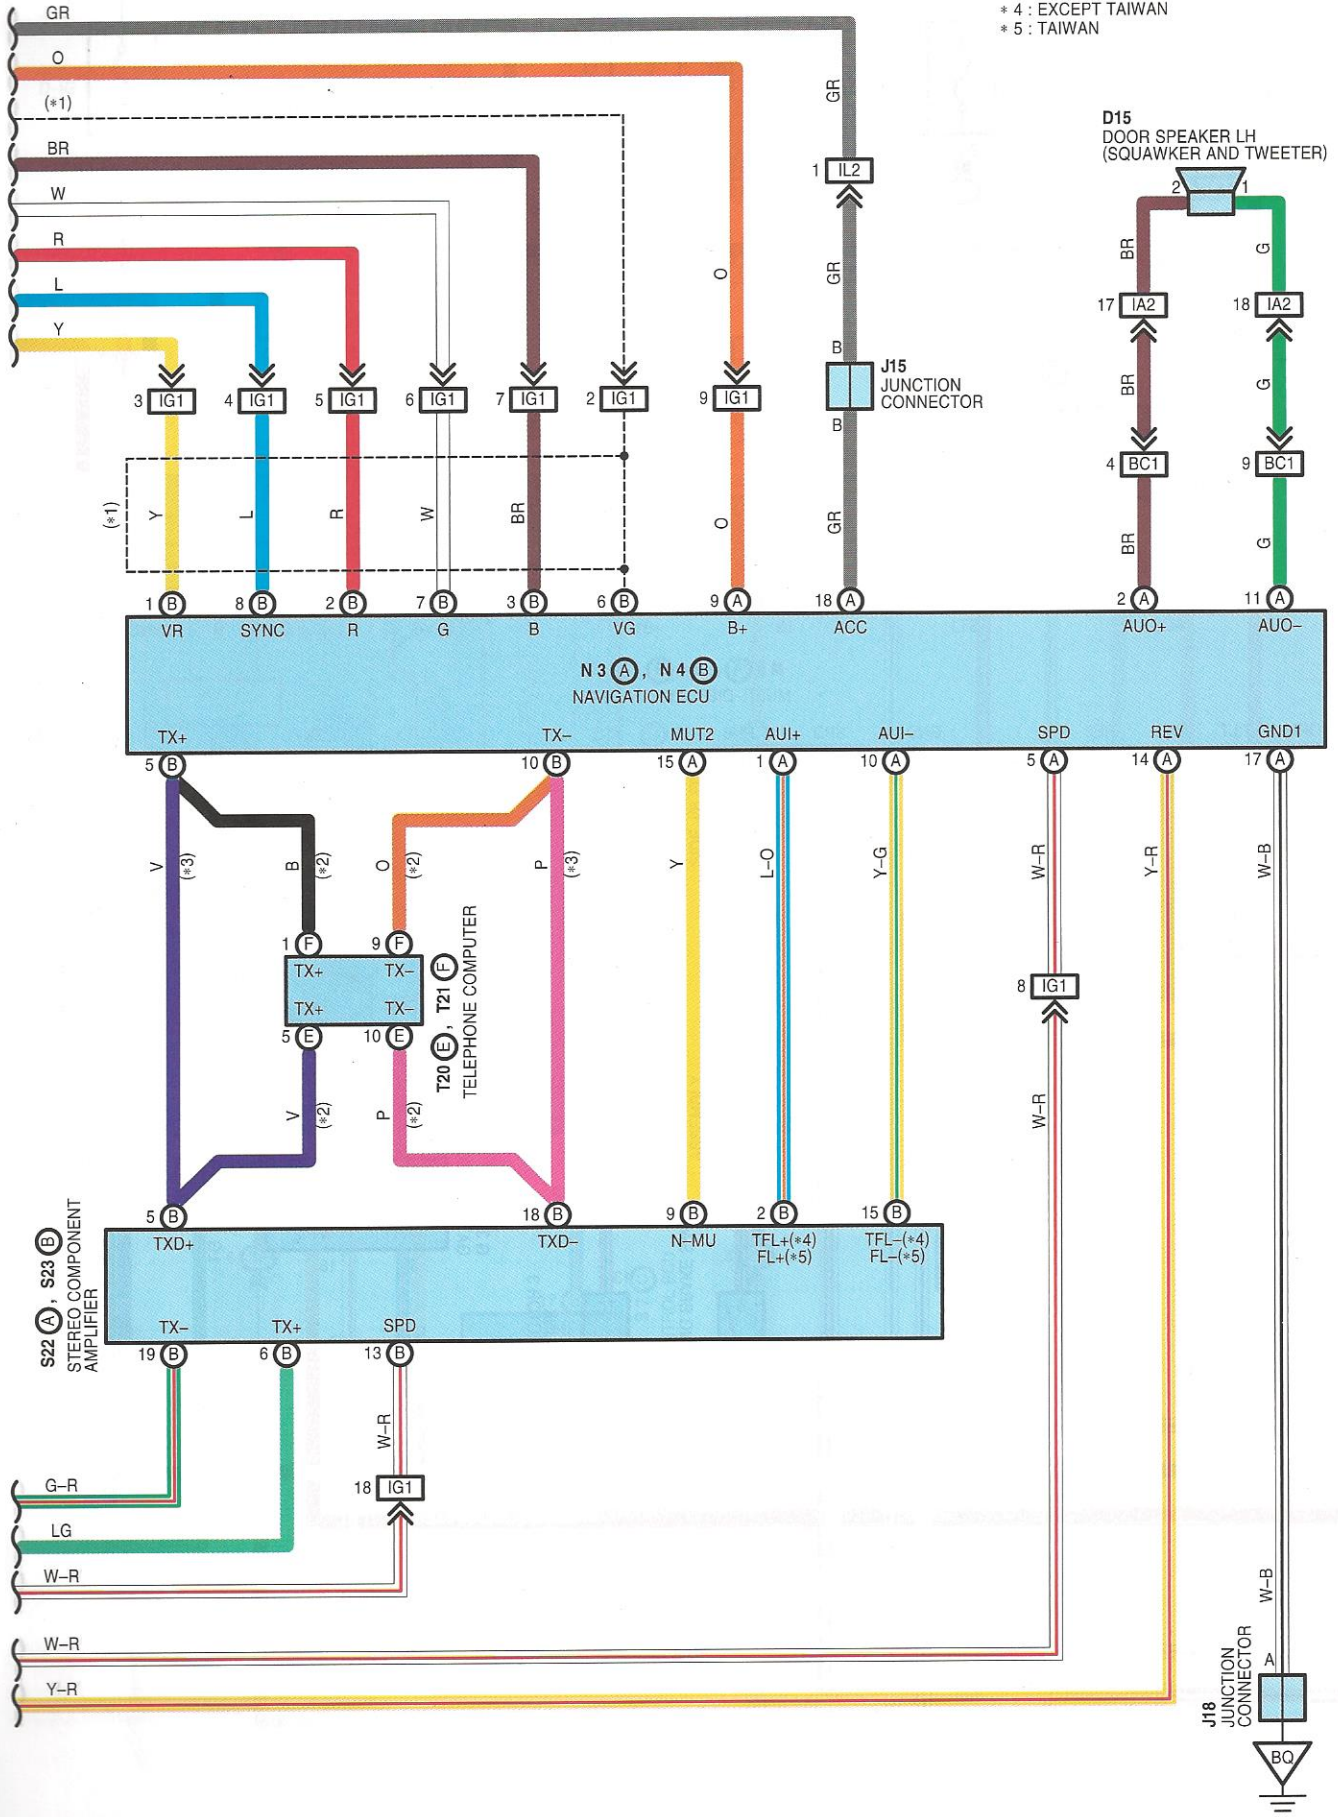 GR
* 4 : EXCEPT TAIWAN
* 5 : TAIWAN
O
(*1)
GR
BR
W
R
L
Y
1 IL2
D15
DOOR SPEAKER LH
(SQUAWKER AND TWEETER)
2 1
O
GR
BR
G
17 IA2
18 IA2
B
J15
JUNCTION
CONNECTOR
B
3 IG1
4 IG1
5 IG1
6 IG1
7 IG1
2 IG1
9 IG1
BR
G
4 BC1
9 BC1
(*1)
Y
L
R
W
BR
O
GR
BR
G
1 B
8 B
2 B
7 B
3 B
6 B
9 A
18 A
2 A
11 A
VR
SYNC
R
G
B
VG
B+
ACC
AUO+
AUO–
N 3 A , N 4 B
NAVIGATION ECU
TX+
TX–
MUT2
AUI+
AUI–
SPD
REV
GND1
5 B
10 B
15 A
1 A
10 A
5 A
14 A
17 A
V
(*3)
B
(*2)
O
(*2)
P
(*3)
Y
L–O
Y–G
W–R
Y–R
W–B
1 F
9 F
TX+
TX–
TX+
TX–
5 E
10 E
T20 E , T21 F
TELEPHONE COMPUTER
8 IG1
V
(*2)
P
(*2)
W–R
5 B
18 B
9 B
2 B
15 B
TXD+
TXD–
N–MU
TFL+(*4)
FL+(*5)
TFL–(*4)
FL–(*5)
S22 A , S23 B
STEREO COMPONENT
AMPLIFIER
TX–
TX+
SPD
19 B
6 B
13 B
W–R
18 IG1
G–R
LG
W–R
W–R
Y–R
W–B
A
J18
JUNCTION
CONNECTOR
BQ